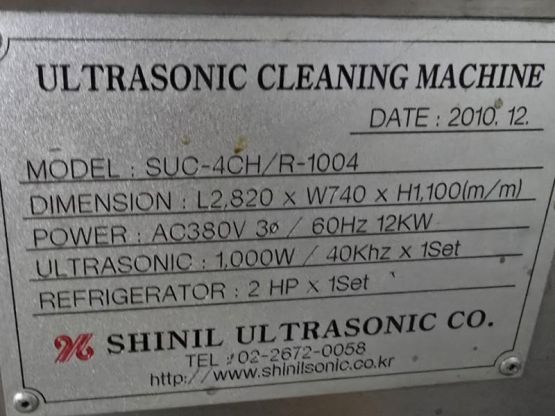 ULTRASONIC CLEANING MACHINE
DATE : 2010. 12.
MODEL : SUC-4CH/R-1004
DIMENSION : L2,820 x W740 x H1,100(m/m)
POWER : AC380V 3ø / 60Hz 12KW
ULTRASONIC : 1,000W / 40Khz x 1Set
REFRIGERATOR : 2 HP x 1Set
SHINIL ULTRASONIC CO.
TEL : 02-2672-0058
http://www.shinilsonic.co.kr